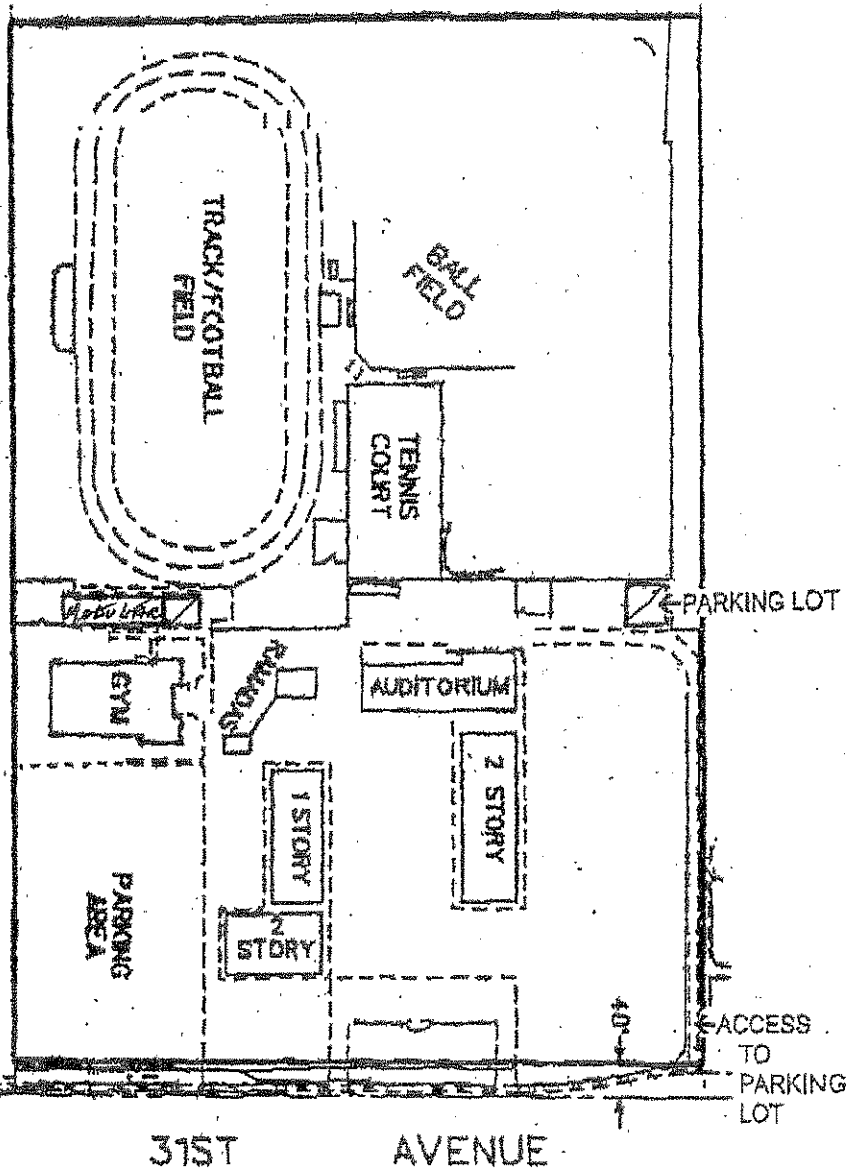 TRACK/FOOTBALL
FIELD
BALL
FIELD
TENNIS
COURT
PARKING LOT
GYM
AUDITORIUM
2 STORY
1 STORY
2
STORY
PARKING
AREA
40'
ACCESS
TO
PARKING
LOT
31ST AVENUE